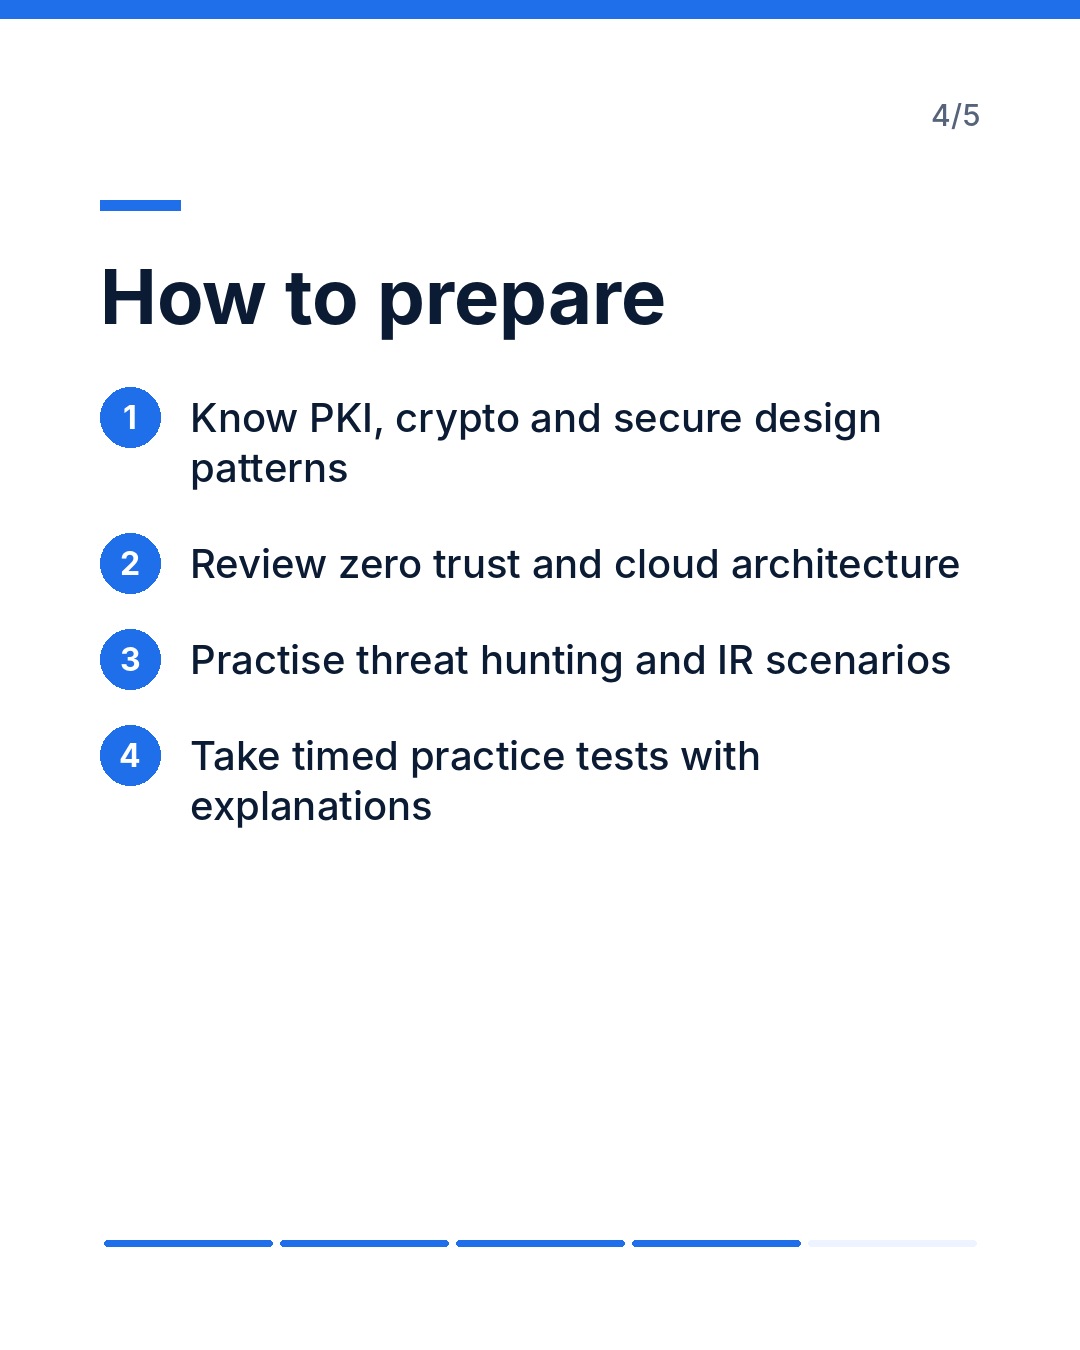 4/5
How to prepare
1 Know PKI, crypto and secure design
patterns
2 Review zero trust and cloud architecture
3 Practise threat hunting and IR scenarios
4 Take timed practice tests with
explanations